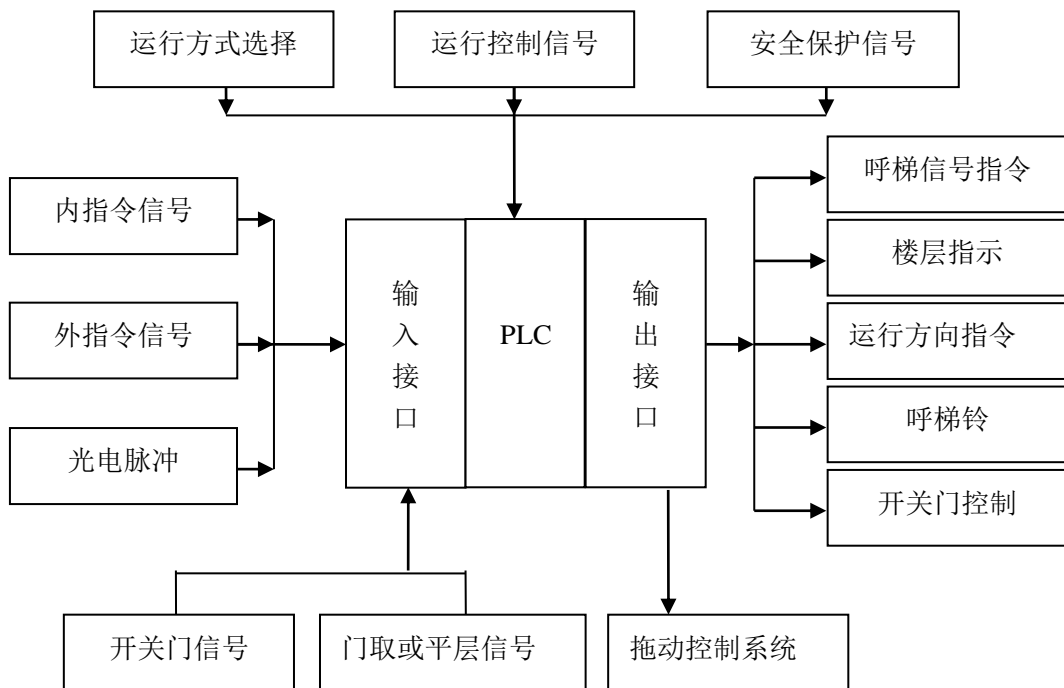 运行方式选择
运行控制信号
安全保护信号
呼梯信号指令
内指令信号
楼层指示
外指令信号
输入接口
PLC
输出接口
运行方向指令
呼梯铃
光电脉冲
开关门控制
开关门信号
门取或平层信号
拖动控制系统